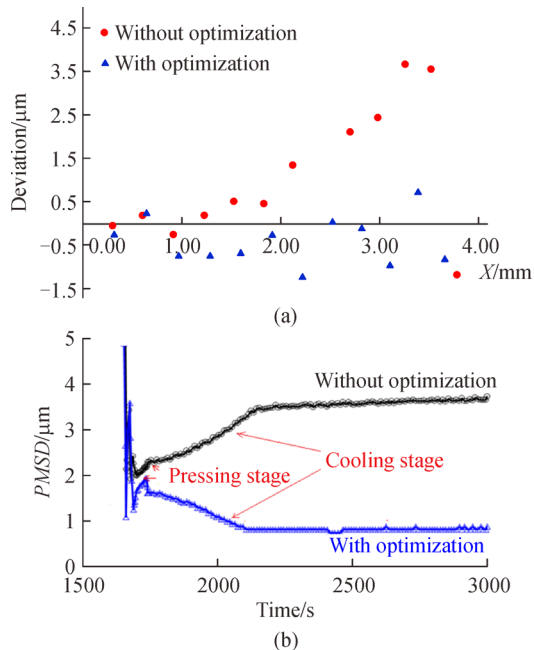 4.5
Without optimization
With optimization
3.5
2.5
1.5
0.5
−0.5
−1.5
Deviation/μm
0.00
1.00
2.00
3.00
4.00
X/mm
(a)
5
4
3
2
1
0
PMSD/μm
Without optimization
Pressing stage
Cooling stage
With optimization
1500
2000
2500
3000
Time/s
(b)